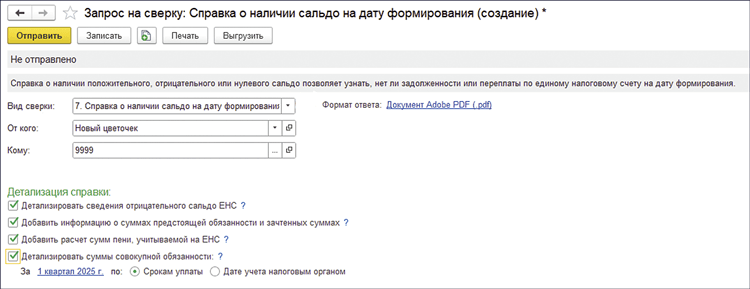 Запрос на сверку: Справка о наличии сальдо на дату формирования (создание) *
Отправить Записать Печать Выгрузить
Не отправлено
Справка о наличии положительного, отрицательного или нулевого сальдо позволяет узнать, нет ли задолженности или переплаты по единому налоговому счету на дату формирования.
Вид сверки: 7. Справка о наличии сальдо на дату формирования Формат ответа: Документ Adobe PDF (.pdf)
От кого: Новый цветочек
Кому: 9999 ...
Детализация справки:
Детализировать сведения отрицательного сальдо ЕНС ?
Добавить информацию о суммах предстоящей обязанности и зачтенных суммах ?
Добавить расчет сумм пени, учитываемой на ЕНС ?
Детализировать суммы совокупной обязанности: ?
За 1 квартал 2025 г. по: Срокам уплаты Дате учета налоговым органом